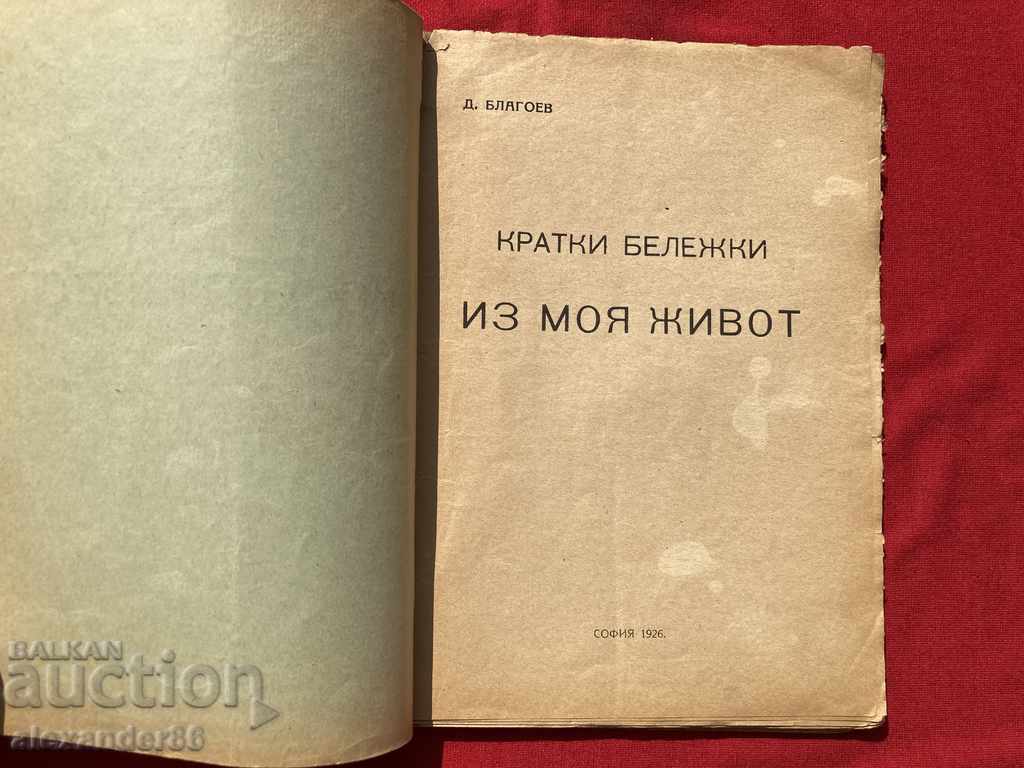 Д. БЛАГОЕВ
КРАТКИ БЕЛЕЖКИ
ИЗ МОЯ ЖИВОТ
СОФИЯ 1926.
BALKAN
auction
alexander86